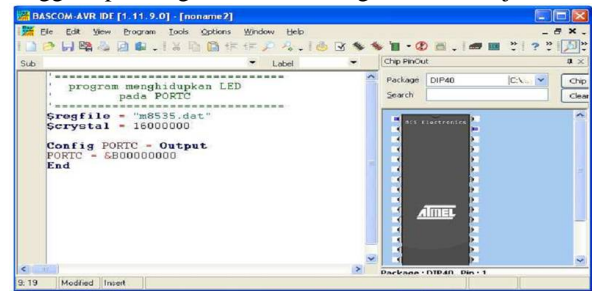 BASCOM-AVR IDE [1.11.9.0] - [noname2]
File Edit View Program Tools Options Window Help
Sub
Label
Chip PinOut
Package DIP40 C:\... Chip
Search Clear
'================================
' program menghidupkan LED
' pada PORTC
'================================
$regfile = "m8535.dat"
$crystal = 16000000
Config PORTC = Output
PORTC = &B00000000
End
MCS Electronics
ATMEL
Package : DIP40 Pin : 1
9: 19 Modified Insert